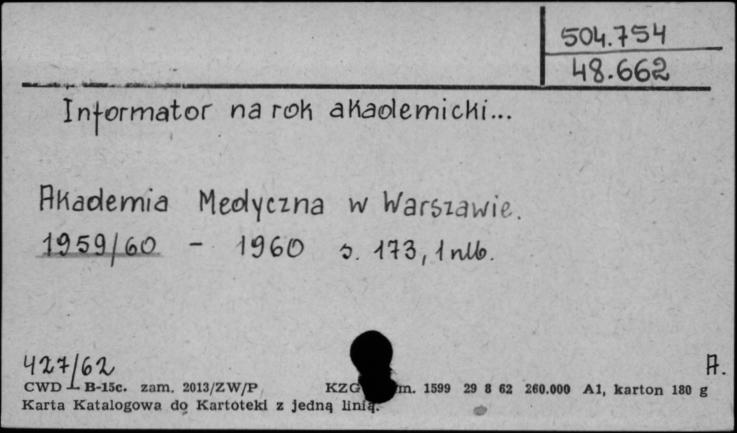 504.754
48.662
Informator na rok akademicki...
Akademia Medyczna w Warszawie.
1959/60 - 1960 s. 173, 1 nlb.
427/62
A.
CWD B-15c. zam. 2013/ZW/P KZG m. 1599 29 8 62 260.000 A1, karton 180 g
Karta Katalogowa do Kartoteki z jedną linią.